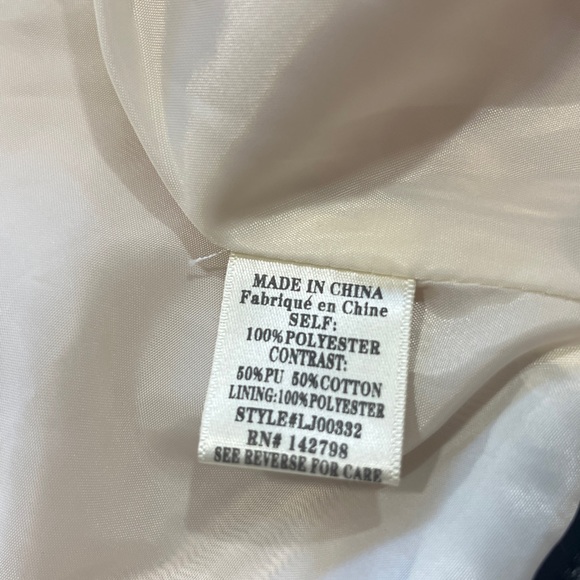 MADE IN CHINA
Fabriqué en Chine
SELF:
100%POLYESTER
CONTRAST:
50%PU 50%COTTON
LINING:100%POLYESTER
STYLE#LJ00332
RN# 142798
SEE REVERSE FOR CARE